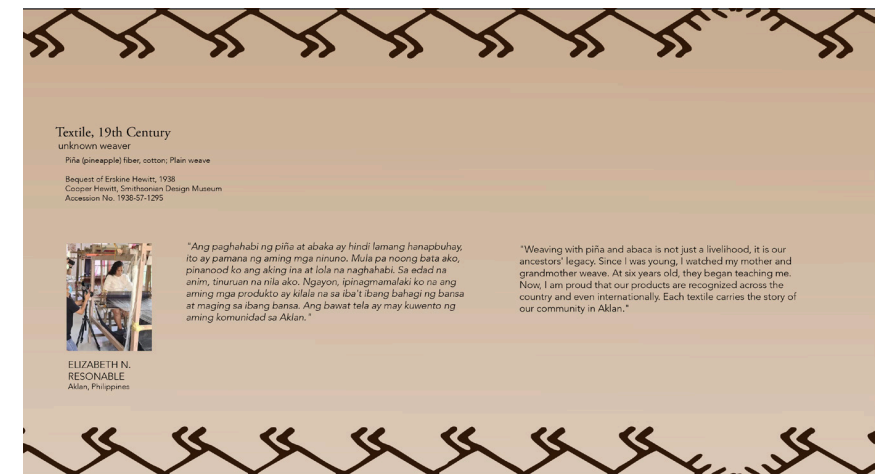 Textile, 19th Century
unknown weaver
Piña (pineapple) fiber, cotton; Plain weave
Bequest of Erskine Hewitt, 1938
Cooper Hewitt, Smithsonian Design Museum
Accession No. 1938-57-1295
"Ang paghahabi ng piña at abaka ay hindi lamang hanapbuhay,
ito ay pamana ng aming mga ninuno. Mula pa noong bata ako,
pinanood ko ang aking ina at lola na naghahabi. Sa edad na
anim, tinuruan na nila ako. Ngayon, ipinagmamalaki ko na ang
aming mga produkto ay kilala na sa iba't ibang bahagi ng bansa
at maging sa ibang bansa. Ang bawat tela ay may kuwento ng
aming komunidad sa Aklan."
"Weaving with piña and abaca is not just a livelihood, it is our
ancestors' legacy. Since I was young, I watched my mother and
grandmother weave. At six years old, they began teaching me.
Now, I am proud that our products are recognized across the
country and even internationally. Each textile carries the story of
our community in Aklan."
ELIZABETH N.
RESONABLE
Aklan, Philippines